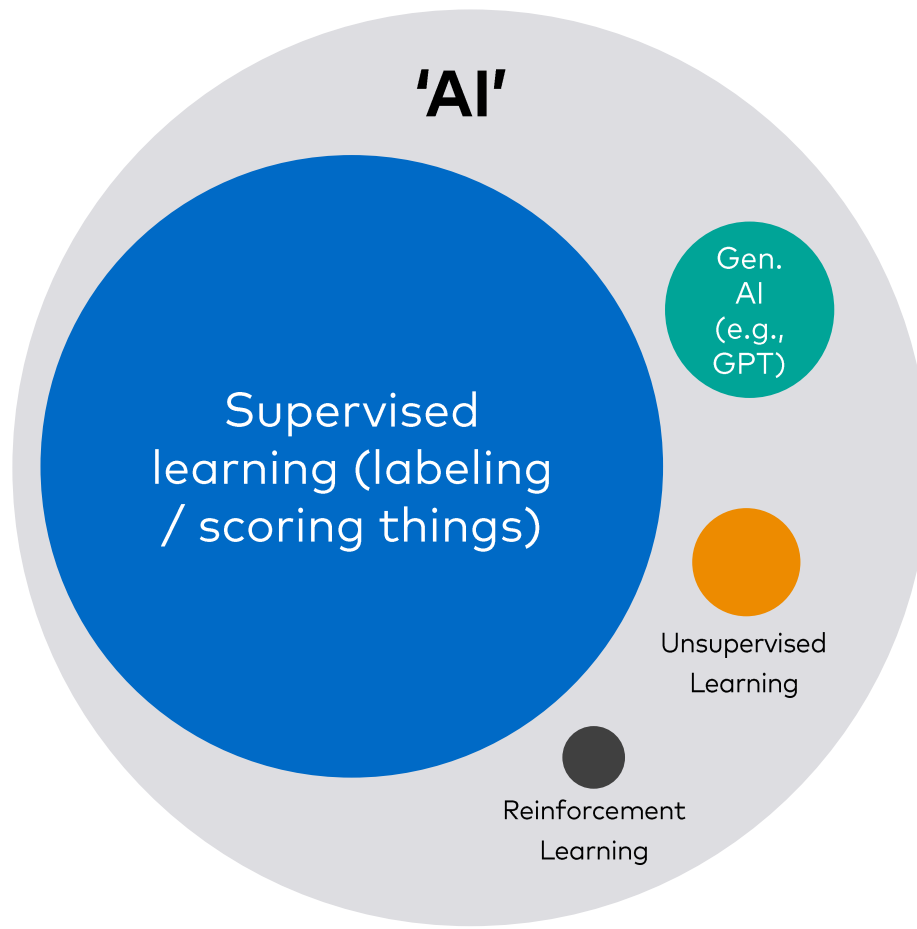 'AI'
Gen.
AI
(e.g.,
GPT)
Supervised
learning (labeling
/ scoring things)
Unsupervised
Learning
Reinforcement
Learning